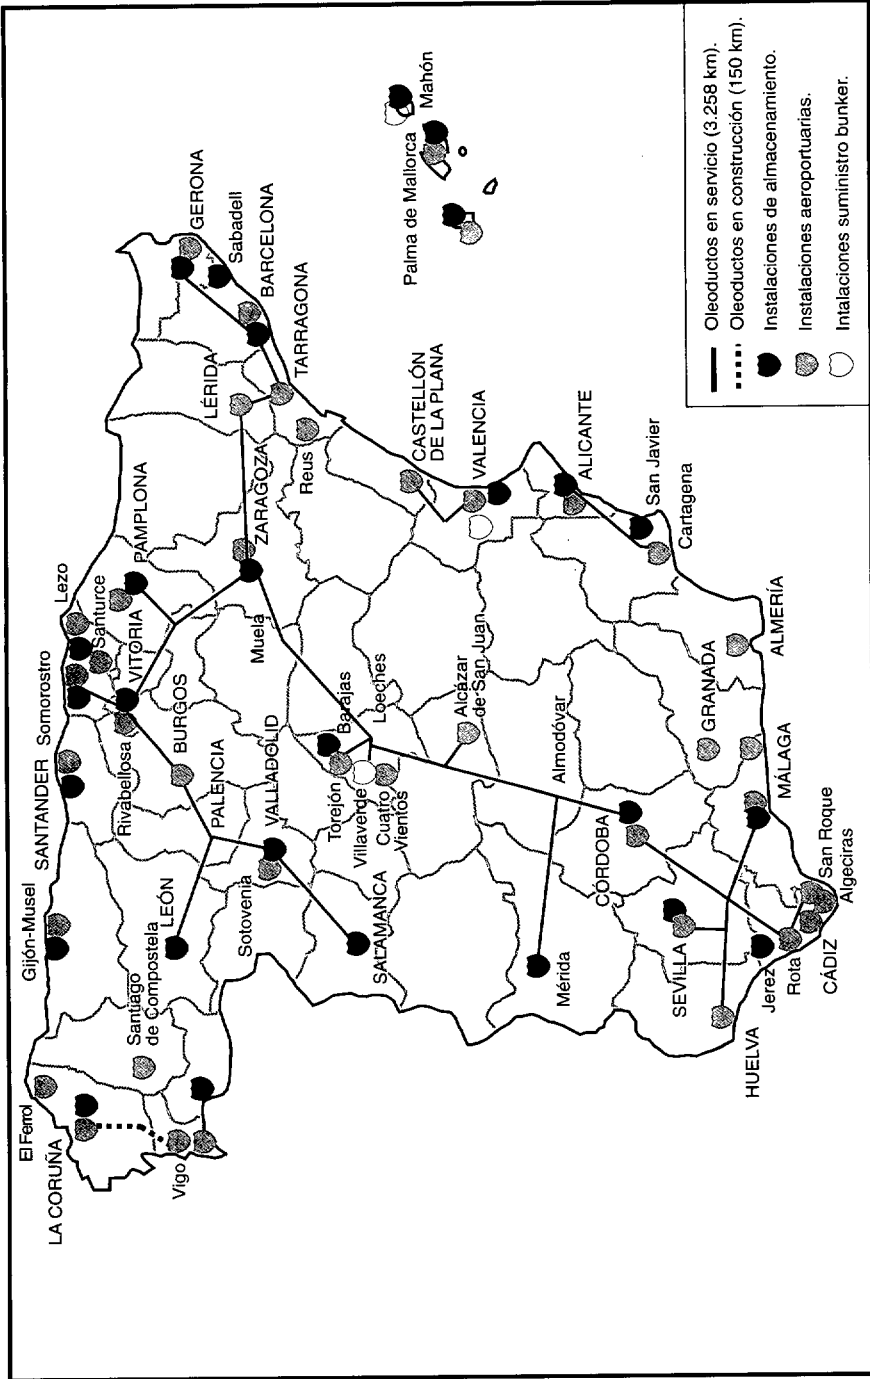 El Ferrol
LA CORUÑA
Vigo
Santiago
de Compostela
Gijón-Musel
LEÓN
SANTANDER
Somorostro
Santurce
Lezo
VITORIA
PAMPLONA
Rivabellosa
BURGOS
PALENCIA
VALLADOLID
Sotovenia
SALAMANCA
Muela
ZARAGOZA
LÉRIDA
Reus
TARRAGONA
BARCELONA
Sabadell
GERONA
Torejón
Barajas
Villaverde
Loeches
Cuatro
Vientos
Alcázar
de San Juan
CASTELLÓN
DE LA PLANA
VALENCIA
ALICANTE
San Javier
Cartagena
Palma de Mallorca
Mahón
Mérida
Almodóvar
CÓRDOBA
SEVILLA
HUELVA
Jerez
Rota
CÁDIZ
Algeciras
San Roque
MÁLAGA
GRANADA
ALMERÍA
Oleoductos en servicio (3.258 km).
Oleoductos en construcción (150 km).
Instalaciones de almacenamiento.
Instalaciones aeroportuarias.
Intalaciones suministro bunker.